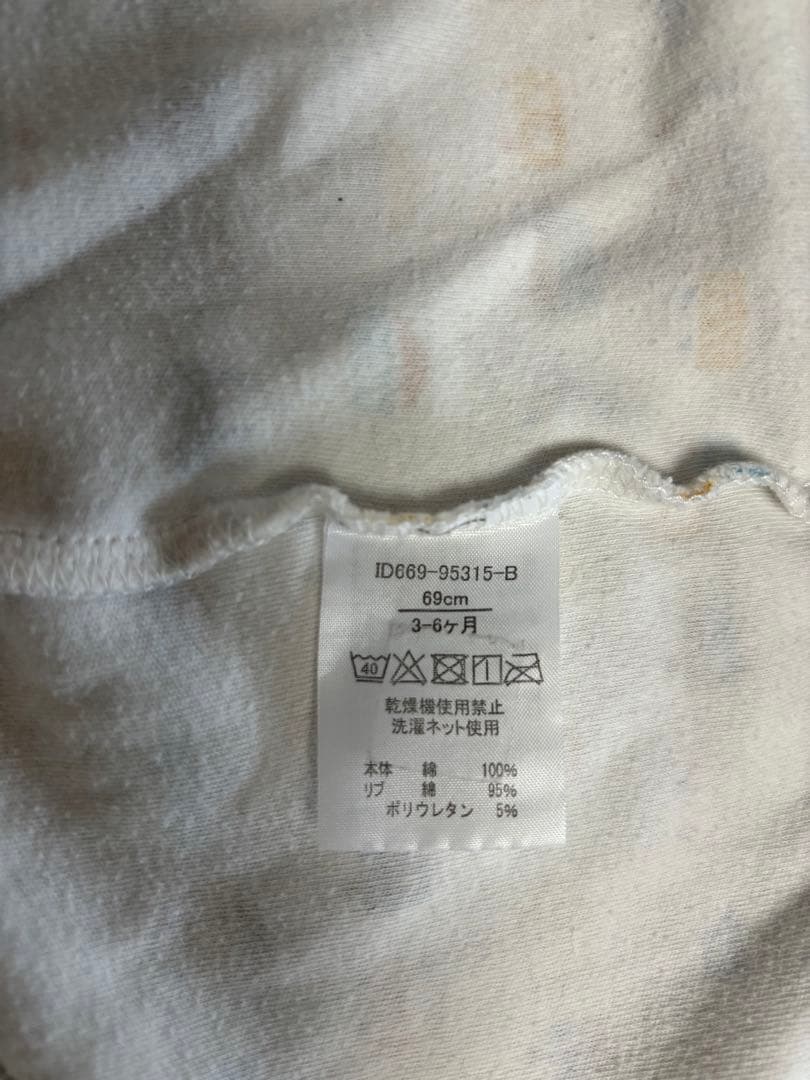 ID669-95315-B
69cm
3-6ヶ月
40
乾燥機使用禁止
洗濯ネット使用
本体 綿 100%
リブ 綿 95%
ポリウレタン 5%